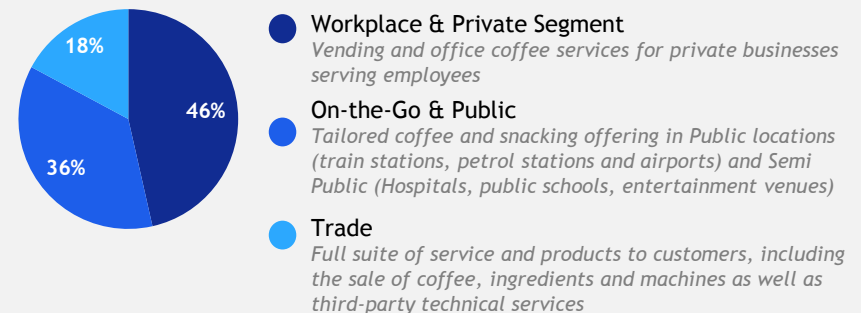 18%
46%
36%
Workplace & Private Segment
Vending and office coffee services for private businesses
serving employees
On-the-Go & Public
Tailored coffee and snacking offering in Public locations
(train stations, petrol stations and airports) and Semi
Public (Hospitals, public schools, entertainment venues)
Trade
Full suite of service and products to customers, including
the sale of coffee, ingredients and machines as well as
third-party technical services